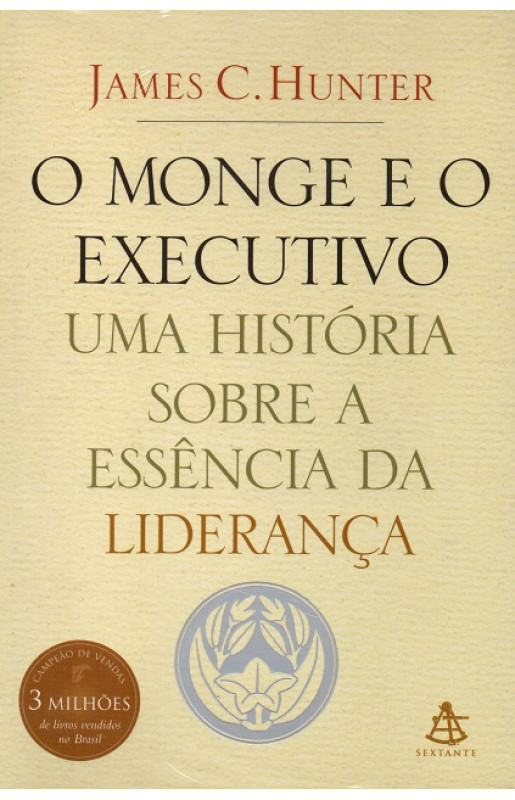 JAMES C. HUNTER
O MONGE E O
EXECUTIVO
UMA HISTÓRIA
SOBRE A
ESSÊNCIA DA
LIDERANÇA
CAMPEÃO DE VENDAS
3 MILHÕES
de livros vendidos
no Brasil
SEXTANTE